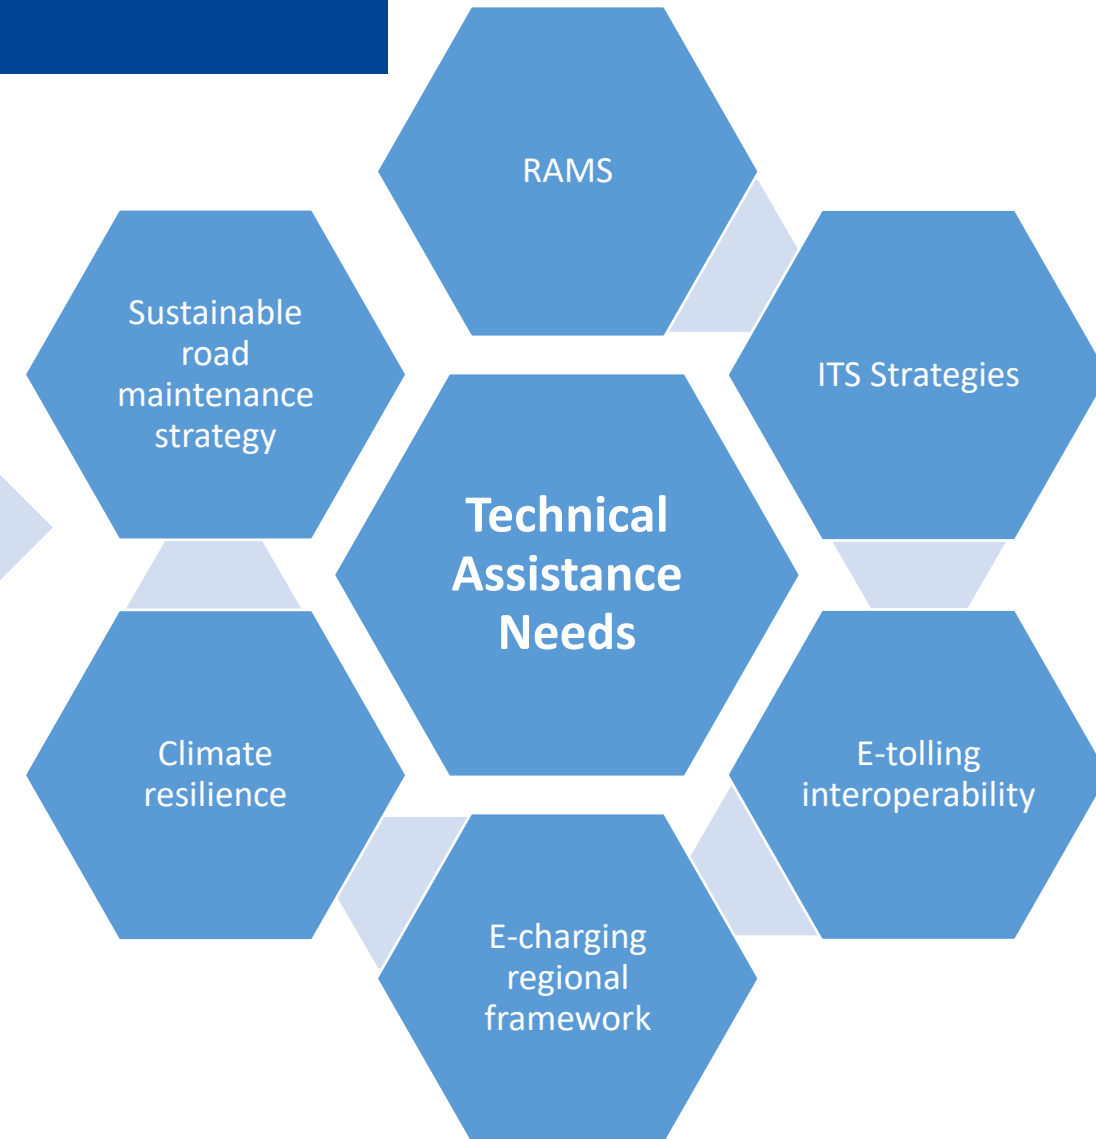 RAMS
ITS Strategies
E-tolling
interoperability
E-charging
regional
framework
Climate
resilience
Sustainable
road
maintenance
strategy
Technical
Assistance
Needs